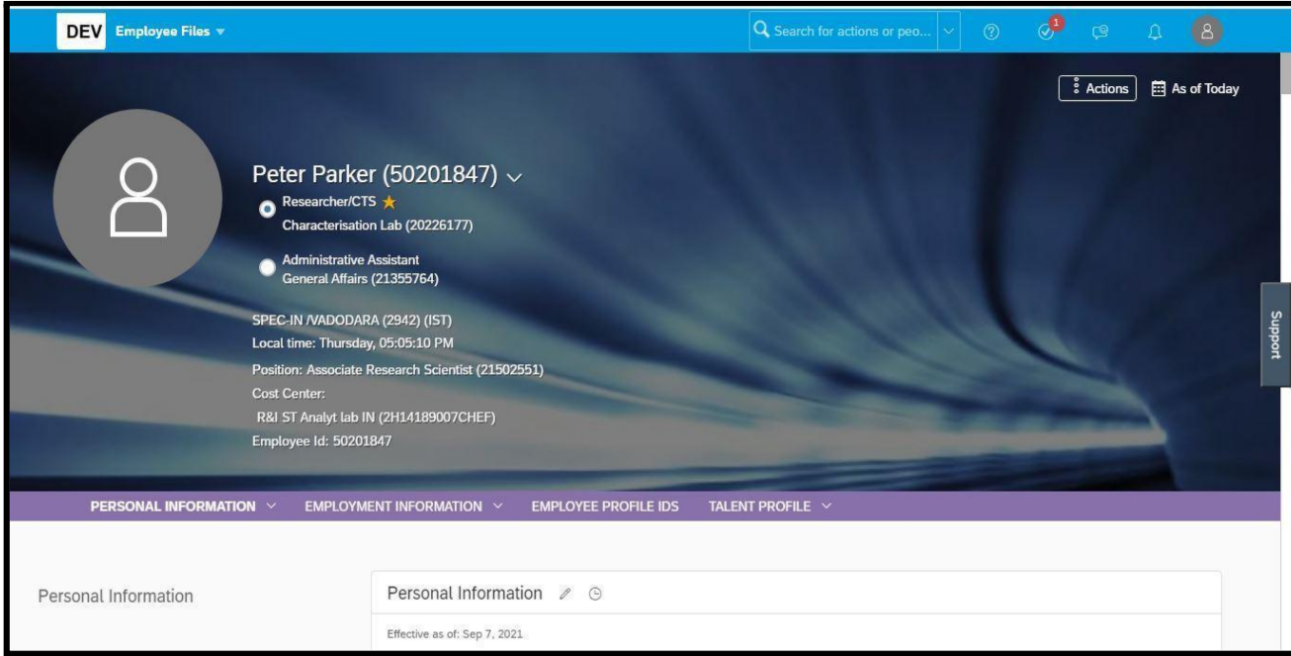 DEV Employee Files
Search for actions or peo...
1
Actions
As of Today
Peter Parker (50201847)
Researcher/CTS
Characterisation Lab (20226177)
Administrative Assistant
General Affairs (21355764)
SPEC-IN /VADODARA (2942) (IST)
Local time: Thursday, 05:05:10 PM
Position: Associate Research Scientist (21502551)
Cost Center:
R&I ST Analyt lab IN (2H14189007CHEF)
Employee Id: 50201847
Support
PERSONAL INFORMATION EMPLOYMENT INFORMATION EMPLOYEE PROFILE IDS TALENT PROFILE
Personal Information
Personal Information
Effective as of: Sep 7, 2021